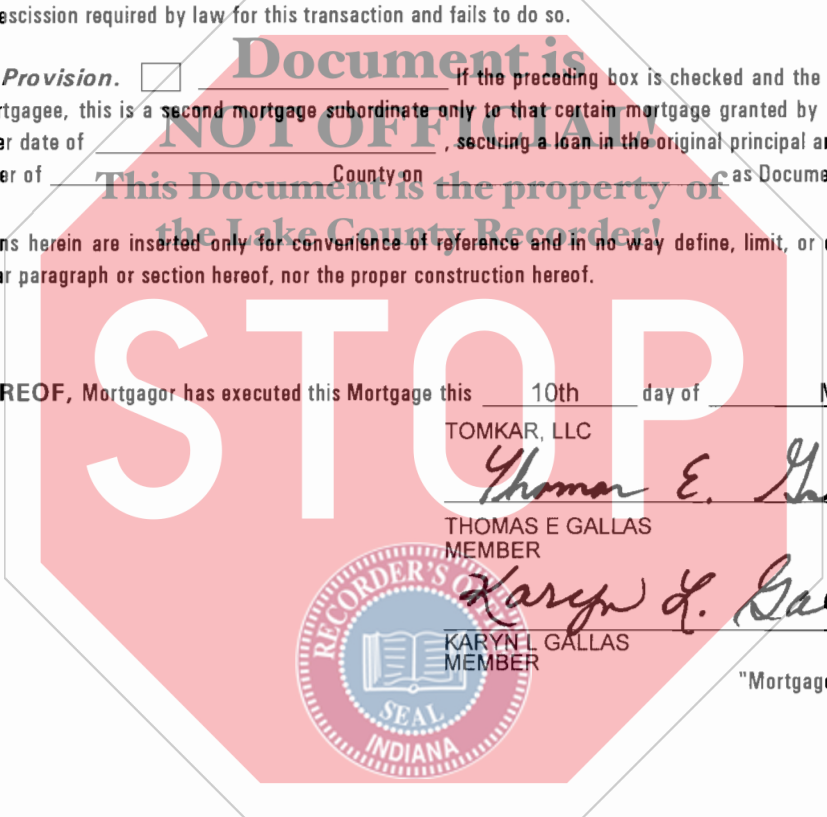 escission required by law for this transaction and fails to do so.
Document is
Provision. If the preceding box is checked and the
rtgagee, this is a second mortgage subordinate only to that certain mortgage granted by
NOT OFFICIAL!
er date of , securing a loan in the original principal a
er of County on as Docume
This Document is the property of
the Lake County Recorder!
ns herein are inserted only for convenience of reference and in no way define, limit, or
ar paragraph or section hereof, nor the proper construction hereof.
STOP
REOF, Mortgagor has executed this Mortgage this 10th day of
TOMKAR, LLC
Thomas E. Ga
THOMAS E GALLAS
MEMBER
Karyn L. Gal
KARYN L GALLAS
MEMBER
"Mortgag
RECORDER'S OFFICE
SEAL
INDIANA